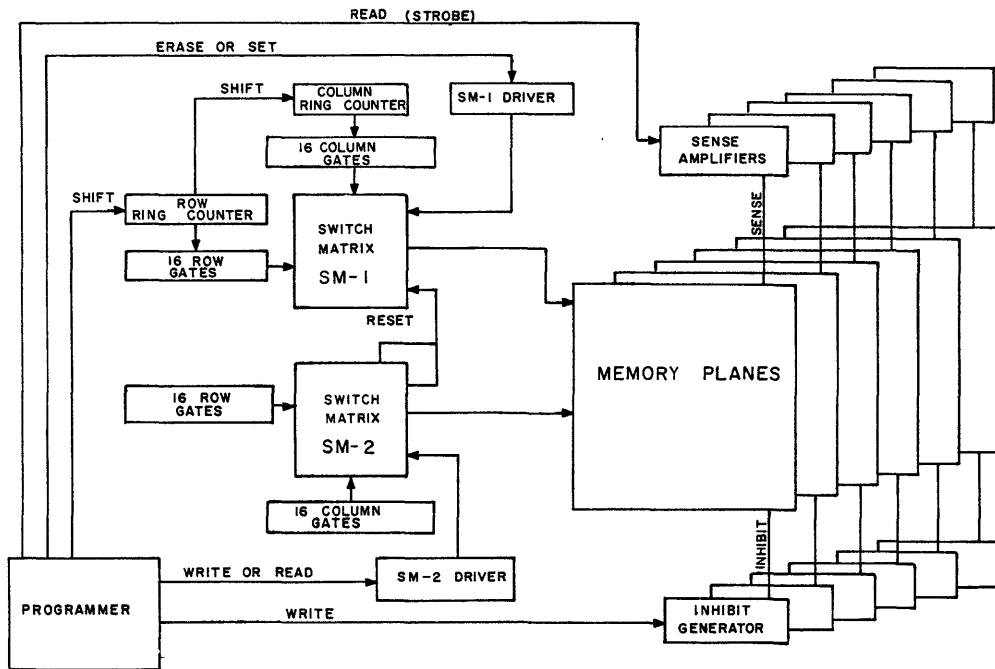 READ (STROBE)
ERASE OR SET
SHIFT
COLUMN
RING COUNTER
SM-1 DRIVER
16 COLUMN
GATES
SENSE
AMPLIFIERS
SHIFT
ROW
RING COUNTER
SENSE
16 ROW
GATES
SWITCH
MATRIX
SM-1
RESET
MEMORY PLANES
16 ROW
GATES
SWITCH
MATRIX
SM-2
16 COLUMN
GATES
INHIBIT
WRITE OR READ
SM-2 DRIVER
PROGRAMMER
WRITE
INHIBIT
GENERATOR